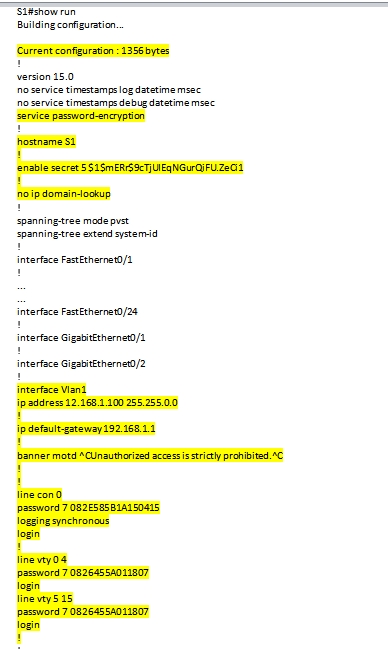 S1#show run
Building configuration...
Current configuration : 1356 bytes
!
version 15.0
no service timestamps log datetime msec
no service timestamps debug datetime msec
service password-encryption
!
hostname S1
!
enable secret 5 $1$mERr$9cTjUIEqNGurQiFU.ZeCi1
!
no ip domain-lookup
!
spanning-tree mode pvst
spanning-tree extend system-id
!
interface FastEthernet0/1
!
...
...
interface FastEthernet0/24
!
interface GigabitEthernet0/1
!
interface GigabitEthernet0/2
!
interface Vlan1
ip address 12.168.1.100 255.255.0.0
!
ip default-gateway 192.168.1.1
!
banner motd ^CUnauthorized access is strictly prohibited.^C
!
!
line con 0
password 7 082E585B1A150415
logging synchronous
login
!
line vty 0 4
password 7 0826455A011807
login
line vty 5 15
password 7 0826455A011807
login
!
!